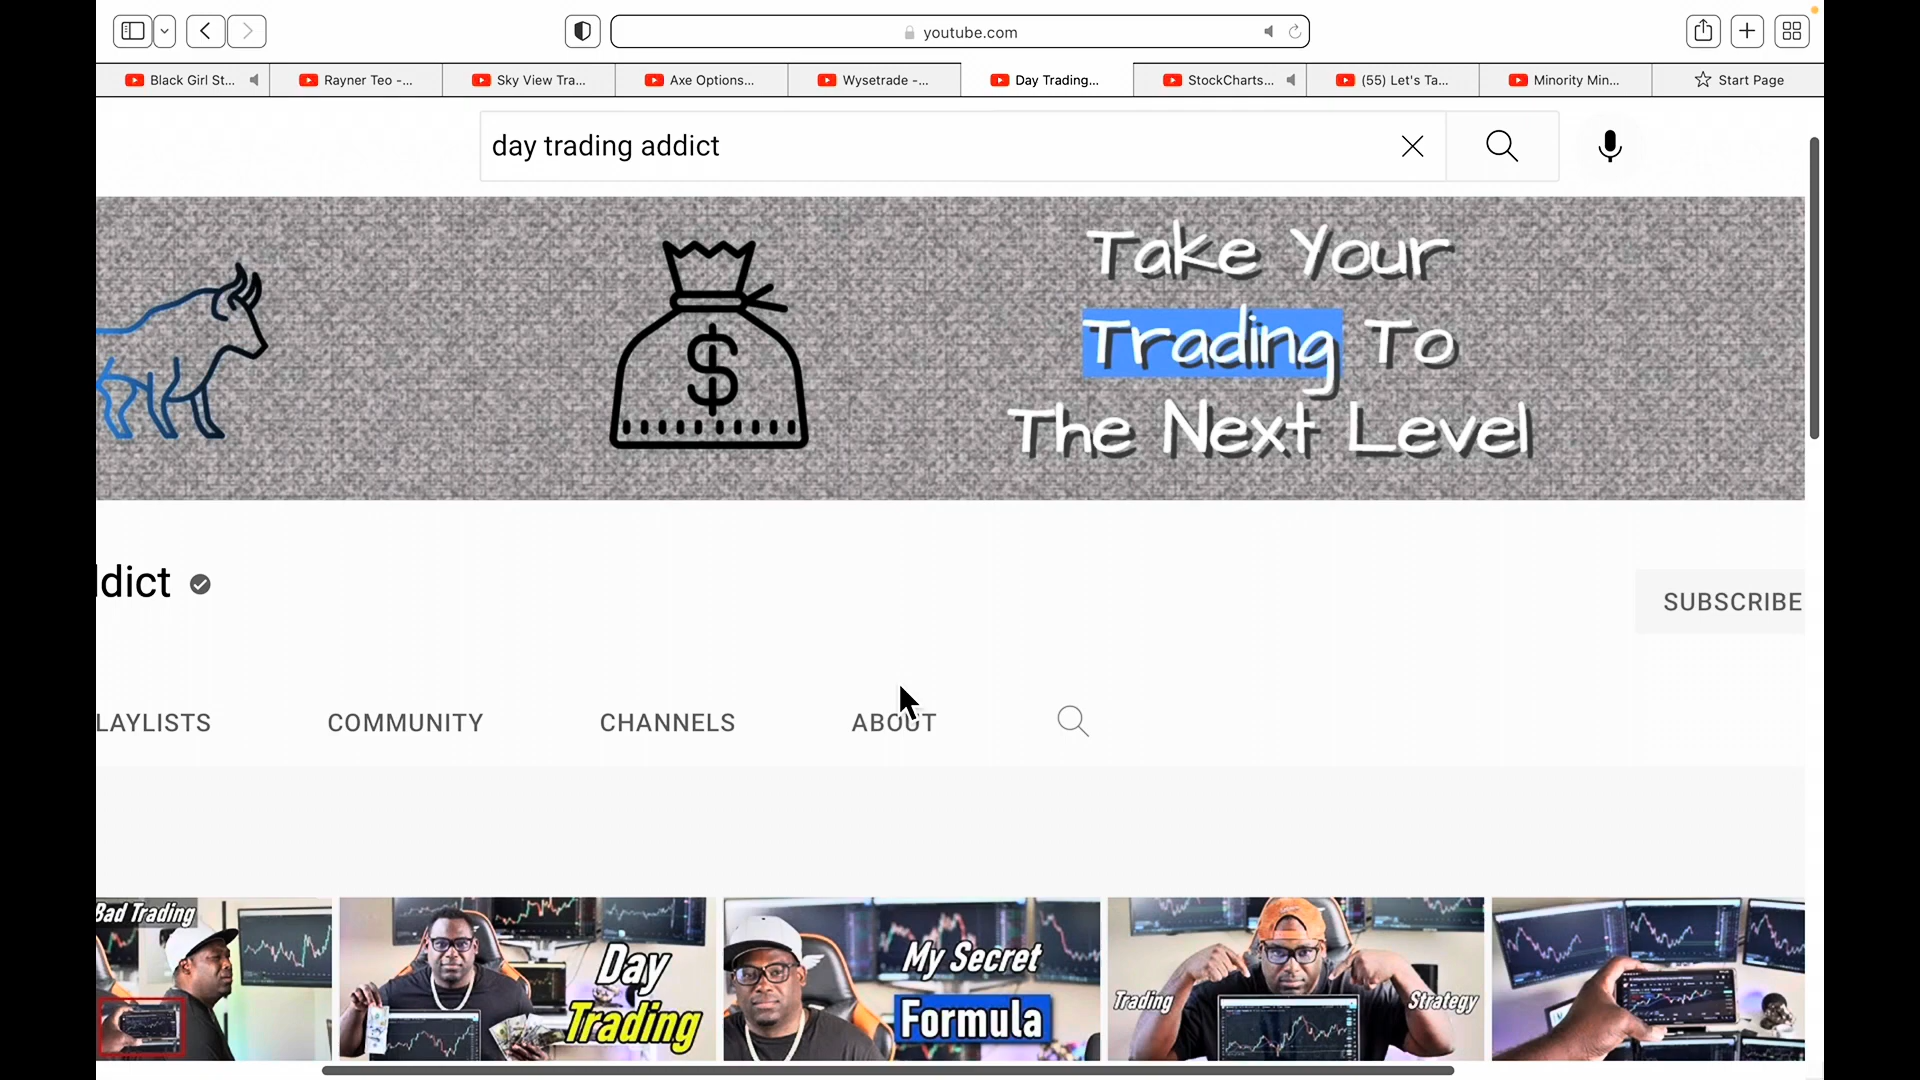 youtube.com
Black Girl St...
Rayner Teo -...
Sky View Tra...
Axe Options...
Wysetrade -...
Day Trading...
StockCharts...
(55) Let's Ta...
Minority Min...
Start Page
day trading addict
Take Your
Trading To
The Next Level
$
ddict
SUBSCRIBE
LAYLISTS
COMMUNITY
CHANNELS
ABOUT
Bad Trading
Day
Trading
My Secret
Formula
Trading
Strategy